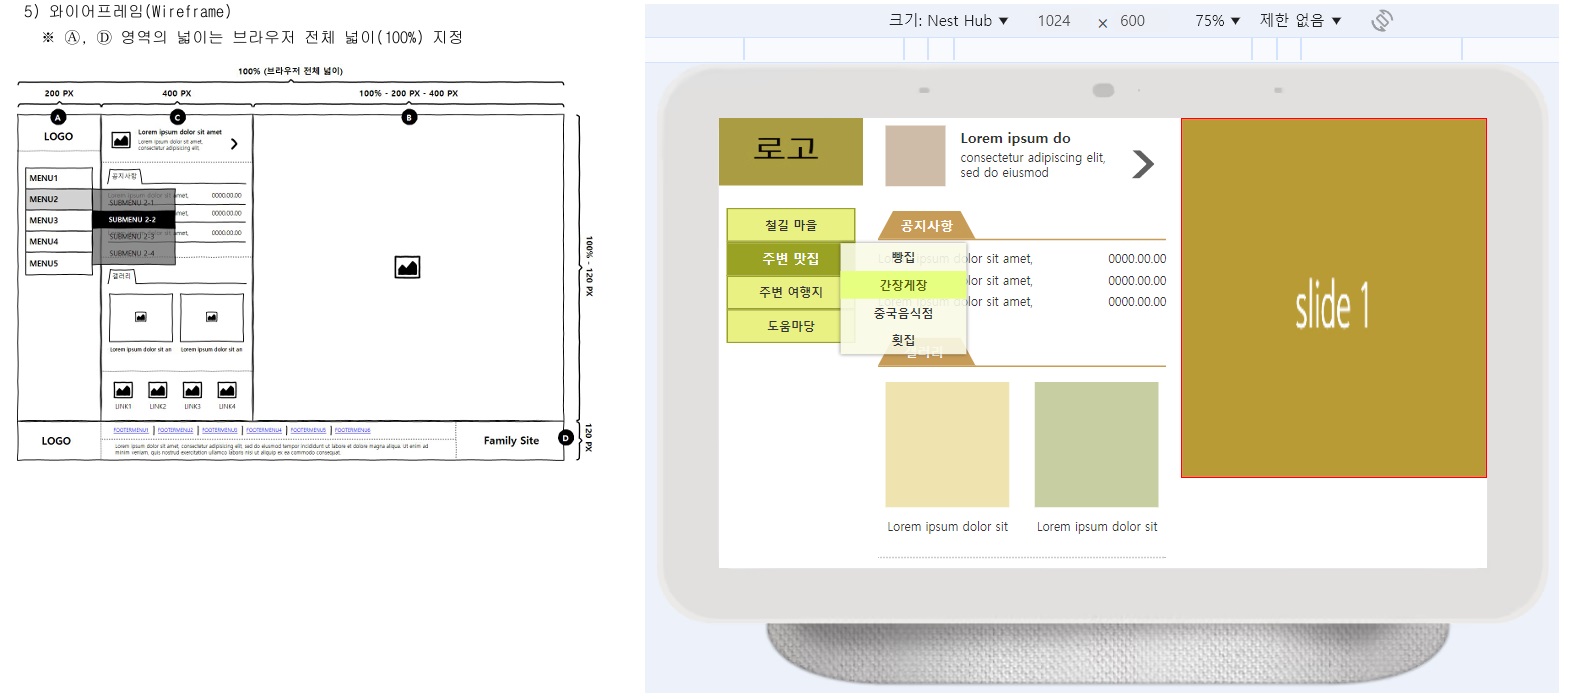 5) 와이어프레임(Wireframe)
※ Ⓐ, Ⓓ 영역의 넓이는 브라우저 전체 넓이(100%) 지정
100% (브라우저 전체 넓이)
200 PX
400 PX
100% - 200 PX - 400 PX
A
C
B
LOGO
Lorem ipsum dolor sit amet
Lorem ipsum dolor sit amet,
consectetur adipisicing elit,
MENU1
MENU2
MENU3
MENU4
MENU5
SUBMENU 2-1
SUBMENU 2-2
SUBMENU 2-3
SUBMENU 2-4
공지사항
Lorem ipsum dolor sit amet, 0000.00.00
amet, 0000.00.00
amet, 0000.00.00
갤러리
Lorem ipsum dolor sit an
Lorem ipsum dolor sit an
LINK1
LINK2
LINK3
LINK4
100% - 120 PX
LOGO
FOOTERMENU1 FOOTERMENU2 FOOTERMENU3 FOOTERMENU4 FOOTERMENU5 FOOTERMENU6
Lorem ipsum dolor sit amet, consectetur adipisicing elit, sed do eiusmod tempor incididunt ut labore et dolore magna aliqua. Ut enim ad
minim veniam, quis nostrud exercitation ullamco laboris nisi ut aliquip ex ea commodo consequat.
Family Site
D
120 PX
크기: Nest Hub ▼ 1024 × 600 75% ▼ 제한 없음 ▼
로고
Lorem ipsum do
consectetur adipiscing elit,
sed do eiusmod
철길 마을
주변 맛집
주변 여행지
도움마당
빵집
간장게장
중국음식점
횟집
공지사항
dolor sit amet, 0000.00.00
dolor sit amet, 0000.00.00
dolor sit amet, 0000.00.00
갤러리
Lorem ipsum dolor sit
Lorem ipsum dolor sit
slide 1